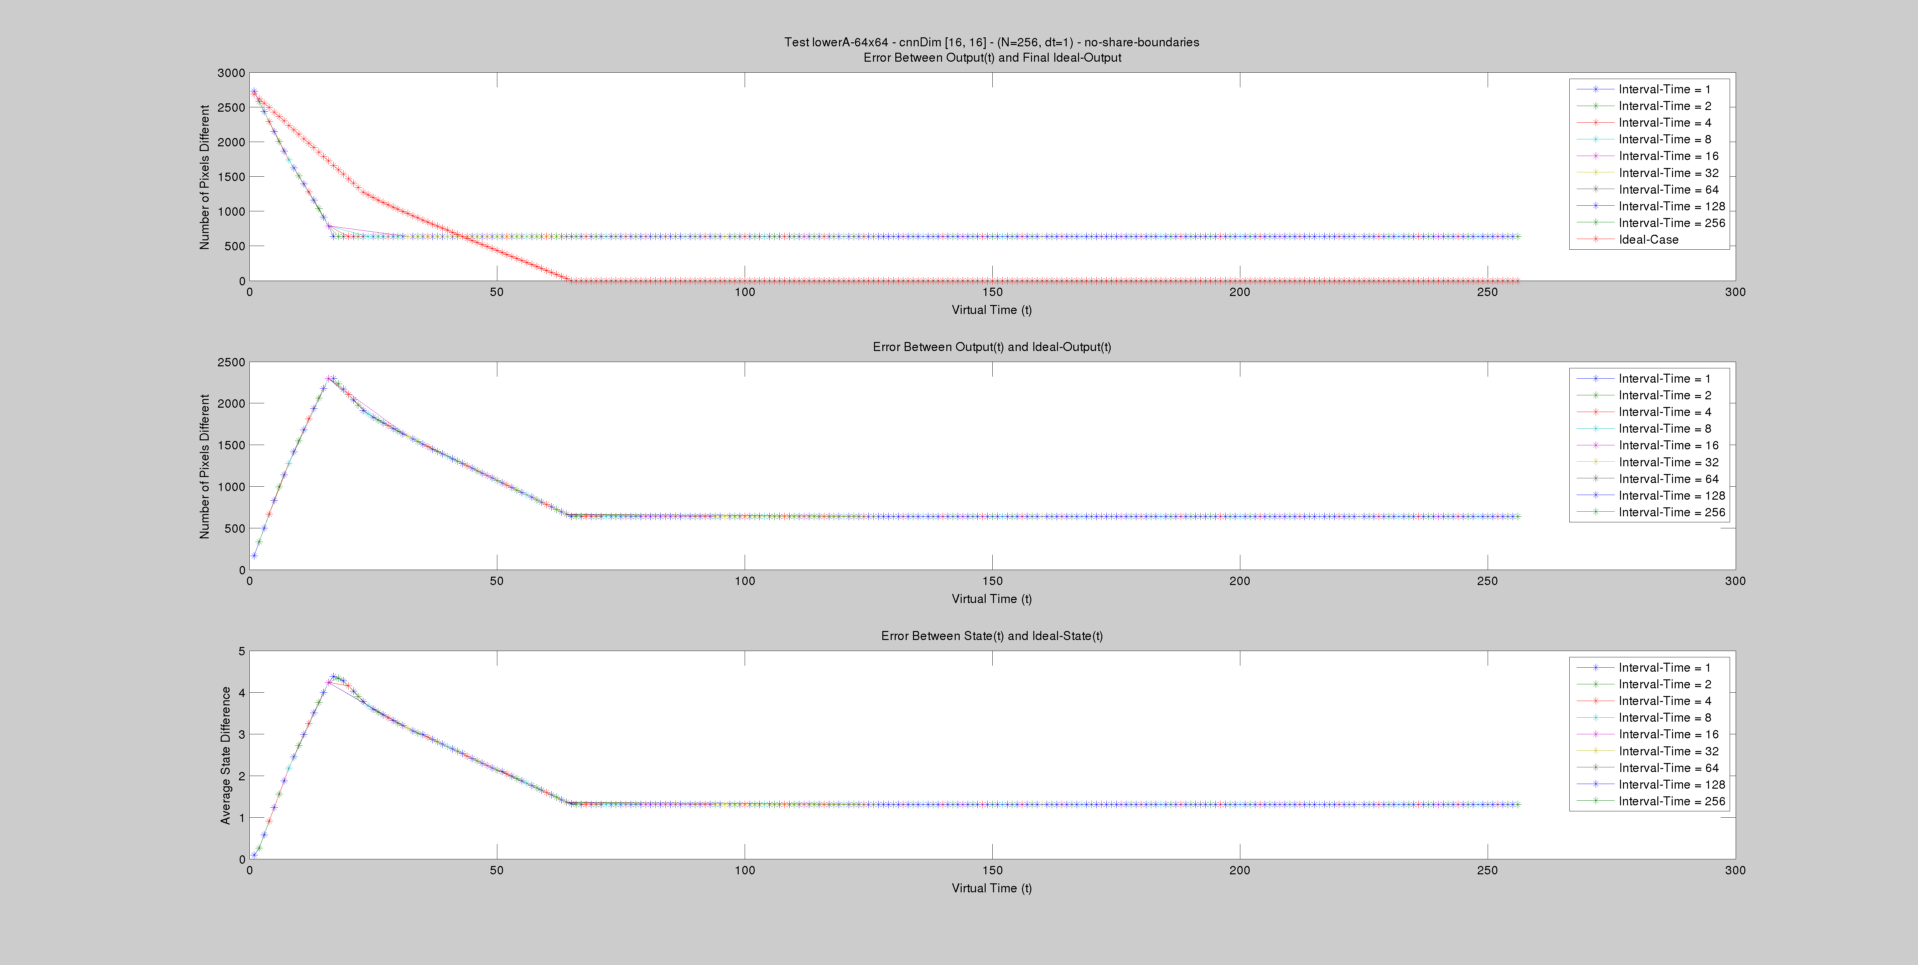 Test lowerA-64x64 - cnnDim [16, 16] - (N=256, dt=1) - no-share-boundaries
Error Between Output(t) and Final Ideal-Output
3000
2500
2000
1500
1000
500
0
Number of Pixels Different
0 50 100 150 200 250 300
Virtual Time (t)
Interval-Time = 1
Interval-Time = 2
Interval-Time = 4
Interval-Time = 8
Interval-Time = 16
Interval-Time = 32
Interval-Time = 64
Interval-Time = 128
Interval-Time = 256
Ideal-Case
Error Between Output(t) and Ideal-Output(t)
2500
2000
1500
1000
500
0
Number of Pixels Different
0 50 100 150 200 250 300
Virtual Time (t)
Interval-Time = 1
Interval-Time = 2
Interval-Time = 4
Interval-Time = 8
Interval-Time = 16
Interval-Time = 32
Interval-Time = 64
Interval-Time = 128
Interval-Time = 256
Error Between State(t) and Ideal-State(t)
5
4
3
2
1
0
Average State Difference
0 50 100 150 200 250 300
Virtual Time (t)
Interval-Time = 1
Interval-Time = 2
Interval-Time = 4
Interval-Time = 8
Interval-Time = 16
Interval-Time = 32
Interval-Time = 64
Interval-Time = 128
Interval-Time = 256